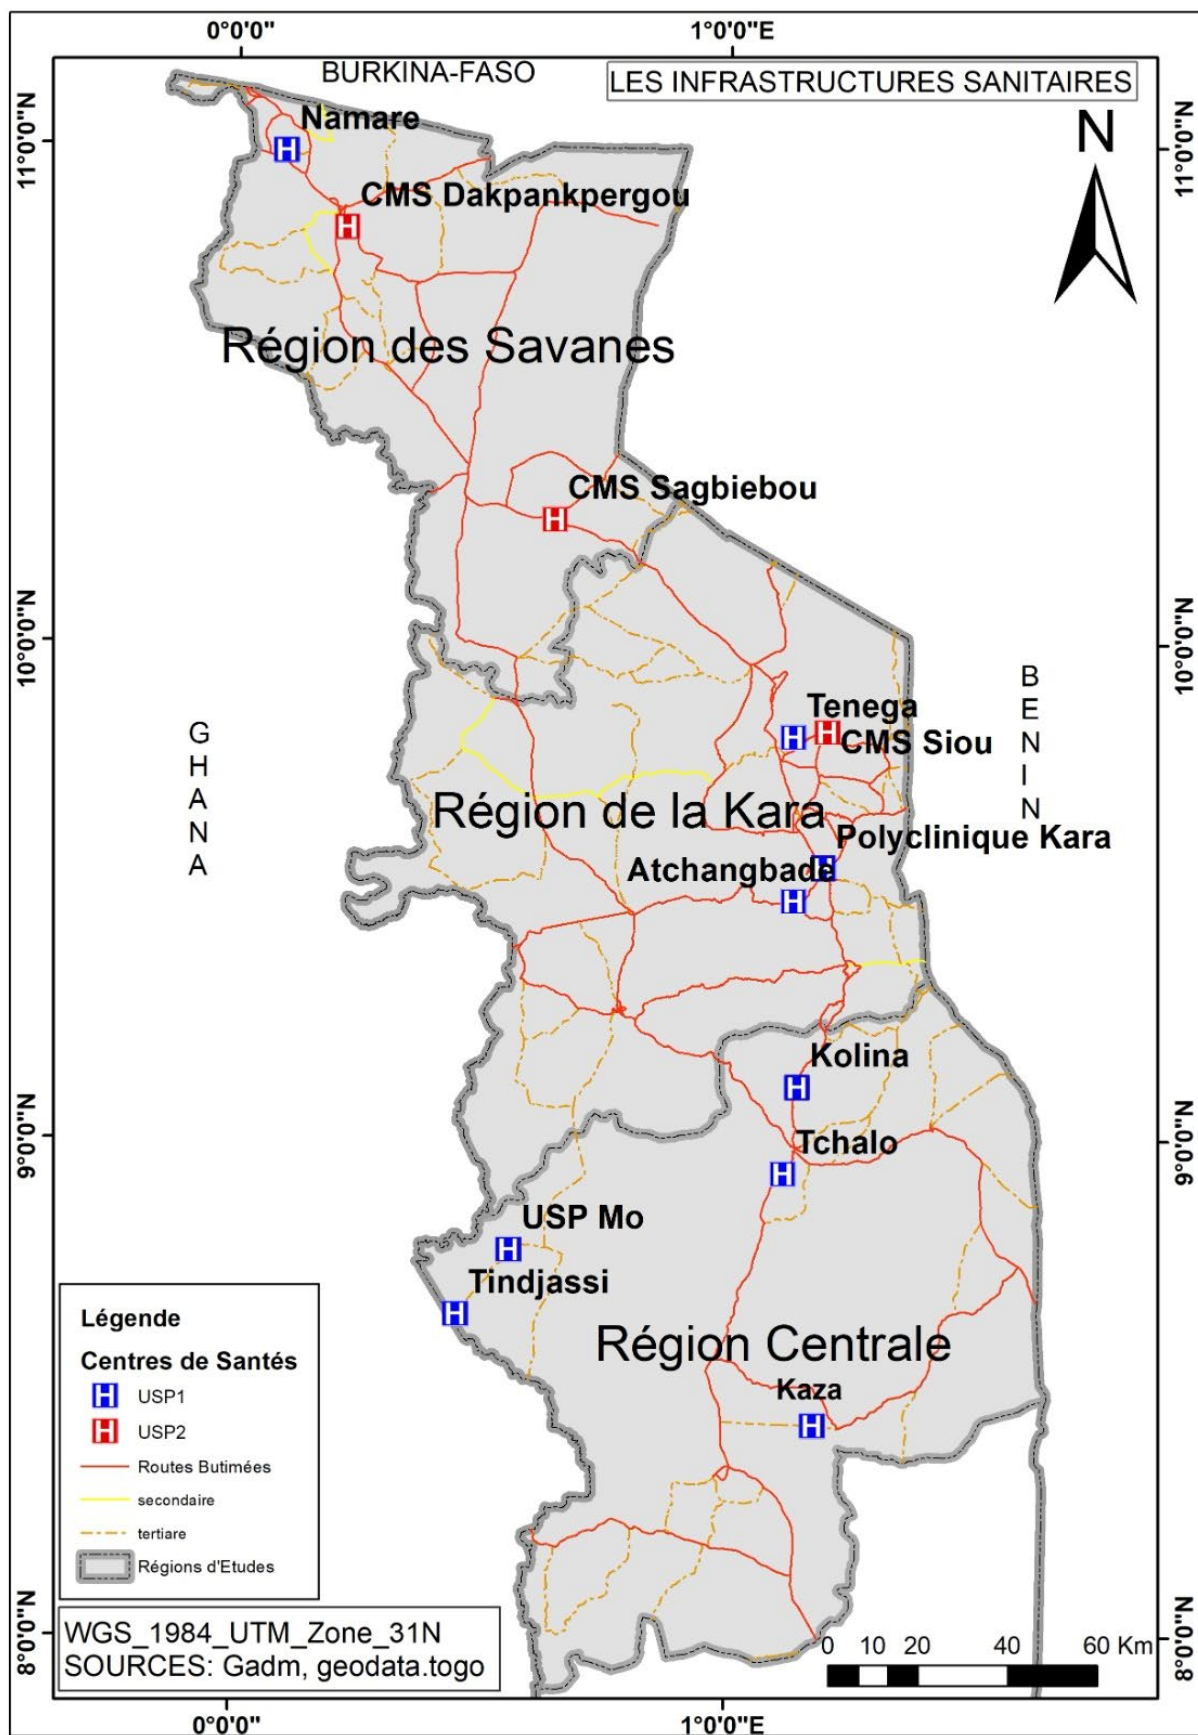 0°0'0"
1°0'0"E
BURKINA-FASO
LES INFRASTRUCTURES SANITAIRES
11°0'0"N
11°0'0"N
N
Namare
H
CMS Dakpankpergou
H
Région des Savanes
CMS Sagbiebou
H
10°0'0"N
10°0'0"N
GHANA
BENIN
Tenega
H
H
CMS Siou
Région de la Kara
Polyclinique Kara
H
Atchangbade
H
Kolina
H
9°0'0"N
9°0'0"N
Tchalo
H
USP Mo
H
Tindjassi
H
Région Centrale
Kaza
H
Légende
Centres de Santés
H USP1
H USP2
Routes Butimées
secondaire
tertiare
Régions d'Etudes
WGS_1984_UTM_Zone_31N
SOURCES: Gadm, geodata.togo
8°0'0"N
8°0'0"N
0 10 20 40 60 Km
0°0'0"
1°0'0"E